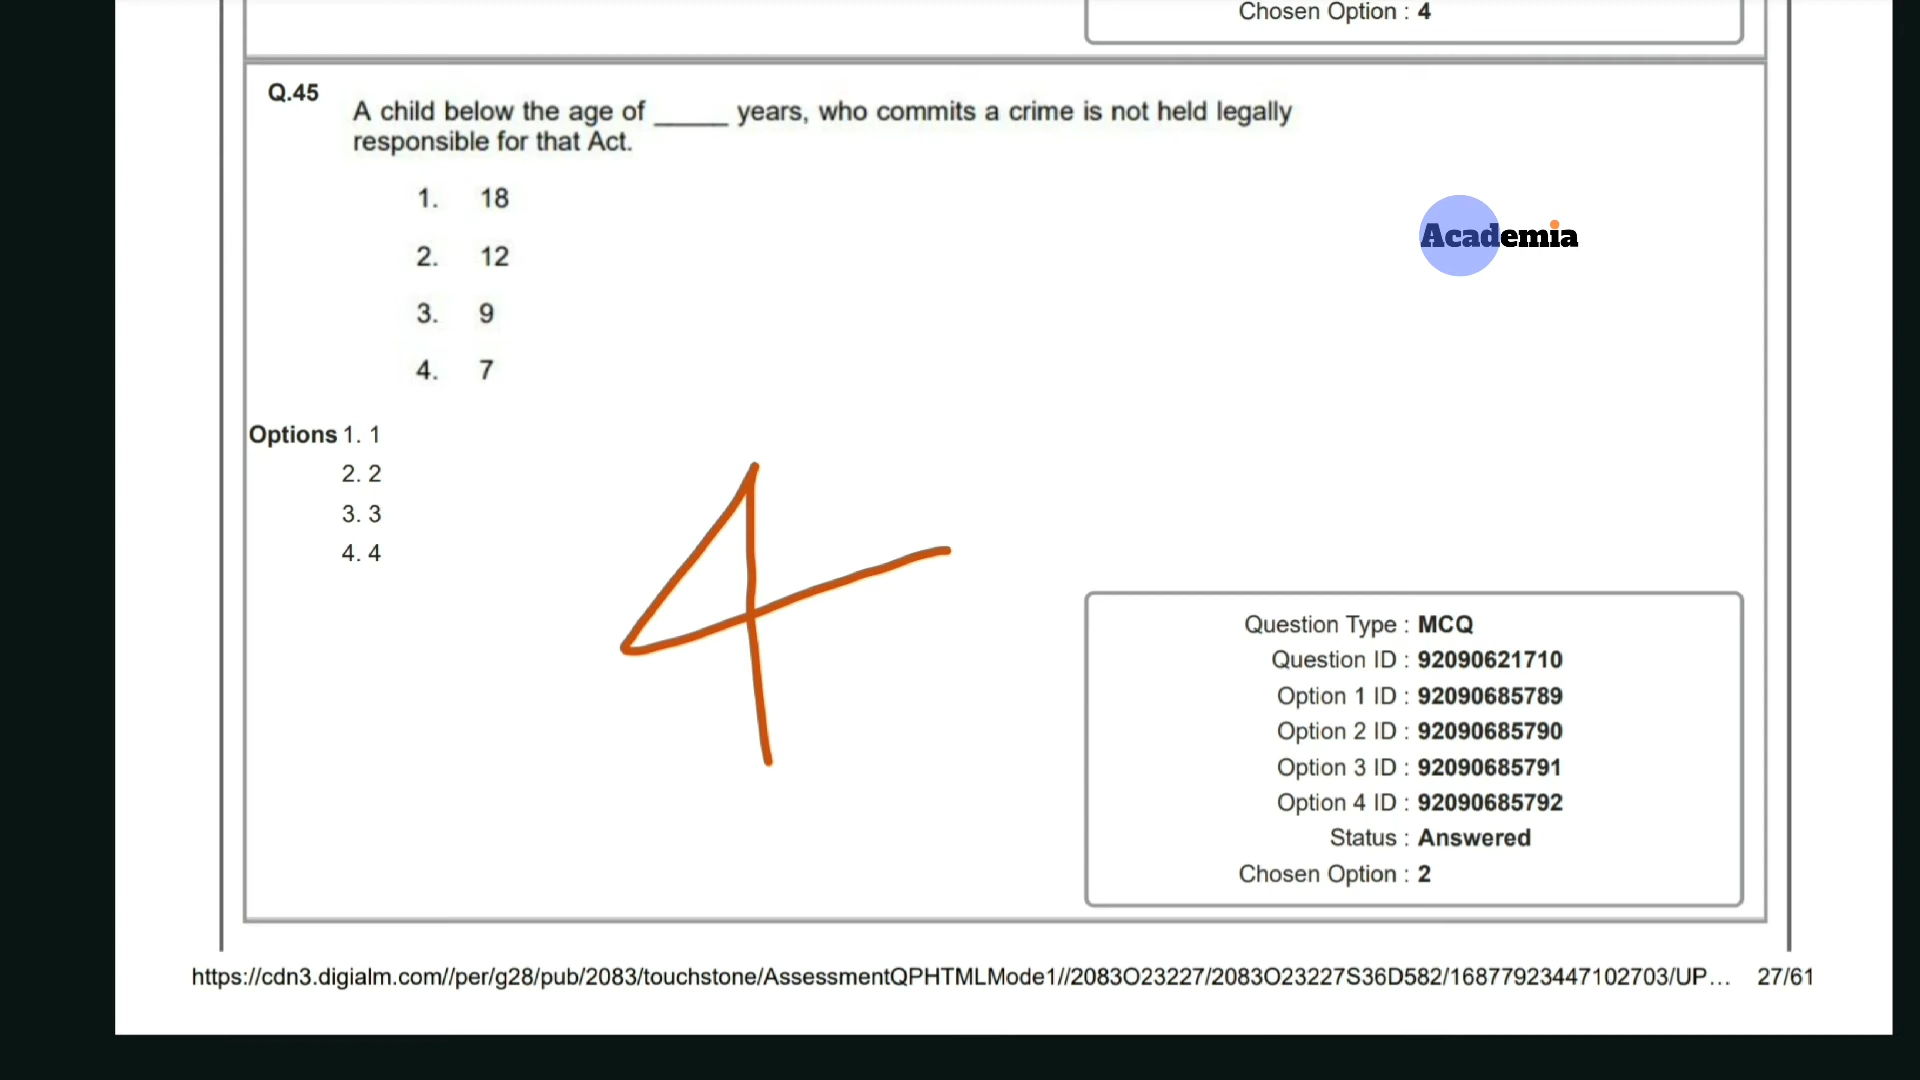 Chosen Option : 4
Q.45
A child below the age of _____ years, who commits a crime is not held legally
responsible for that Act.
1. 18
2. 12
3. 9
4. 7
Academia
Options 1. 1
2. 2
3. 3
4. 4
4
Question Type : MCQ
Question ID : 92090621710
Option 1 ID : 92090685789
Option 2 ID : 92090685790
Option 3 ID : 92090685791
Option 4 ID : 92090685792
Status : Answered
Chosen Option : 2
https://cdn3.digialm.com//per/g28/pub/2083/touchstone/AssessmentQPHTMLMode1//2083O23227/2083O23227S36D582/16877923447102703/UP... 27/61